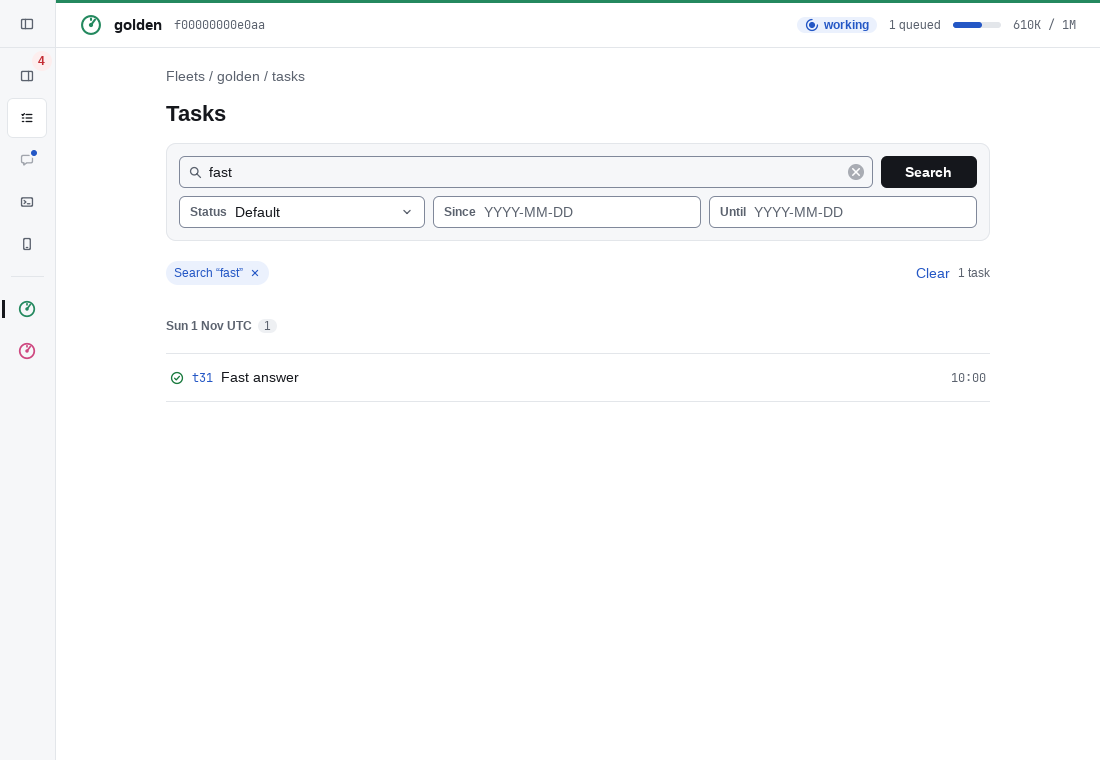 golden f00000000e0aa working 1 queued 610K / 1M
4
Fleets / golden / tasks
Tasks
fast Search
Status Default Since YYYY-MM-DD Until YYYY-MM-DD
Search “fast” × Clear 1 task
Sun 1 Nov UTC 1
t31 Fast answer 10:00